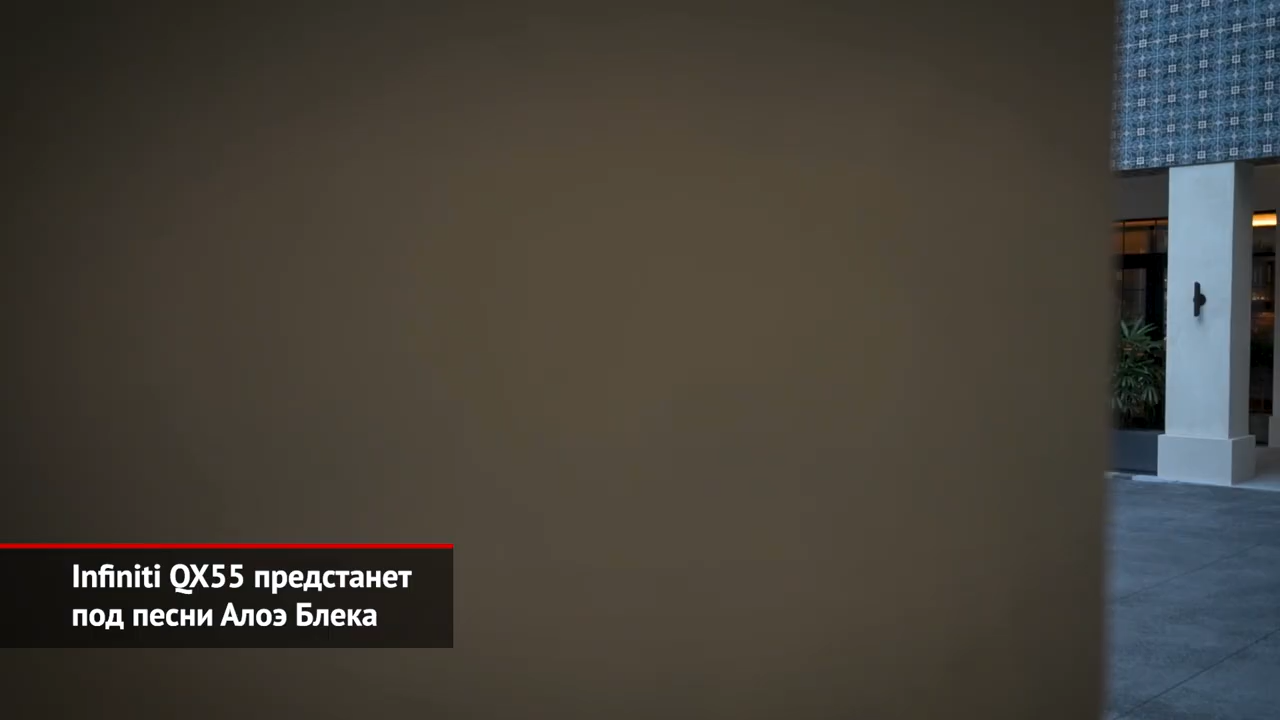 Infiniti QX55 предстанет
под песни Алоэ Блека